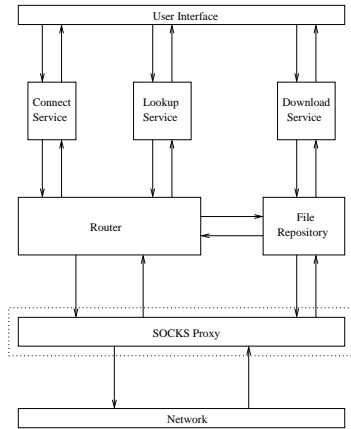 User Interface
Connect
Service
Lookup
Service
Download
Service
Router
File
Repository
SOCKS Proxy
Network